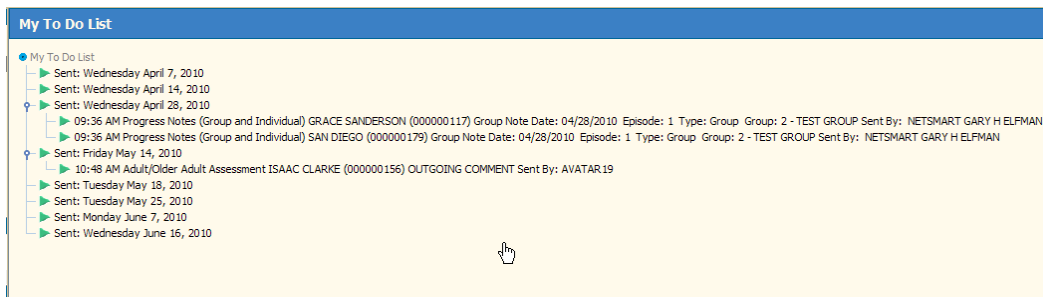 My To Do List
My To Do List
Sent: Wednesday April 7, 2010
Sent: Wednesday April 14, 2010
Sent: Wednesday April 28, 2010
09:36 AM Progress Notes (Group and Individual) GRACE SANDERSON (000000117) Group Note Date: 04/28/2010 Episode: 1 Type: Group Group: 2 - TEST GROUP Sent By: NETSMART GARY H ELFMAN
09:36 AM Progress Notes (Group and Individual) SAN DIEGO (000000179) Group Note Date: 04/28/2010 Episode: 1 Type: Group Group: 2 - TEST GROUP Sent By: NETSMART GARY H ELFMAN
Sent: Friday May 14, 2010
10:48 AM Adult/Older Adult Assessment ISAAC CLARKE (000000156) OUTGOING COMMENT Sent By: AVATAR19
Sent: Tuesday May 18, 2010
Sent: Tuesday May 25, 2010
Sent: Monday June 7, 2010
Sent: Wednesday June 16, 2010